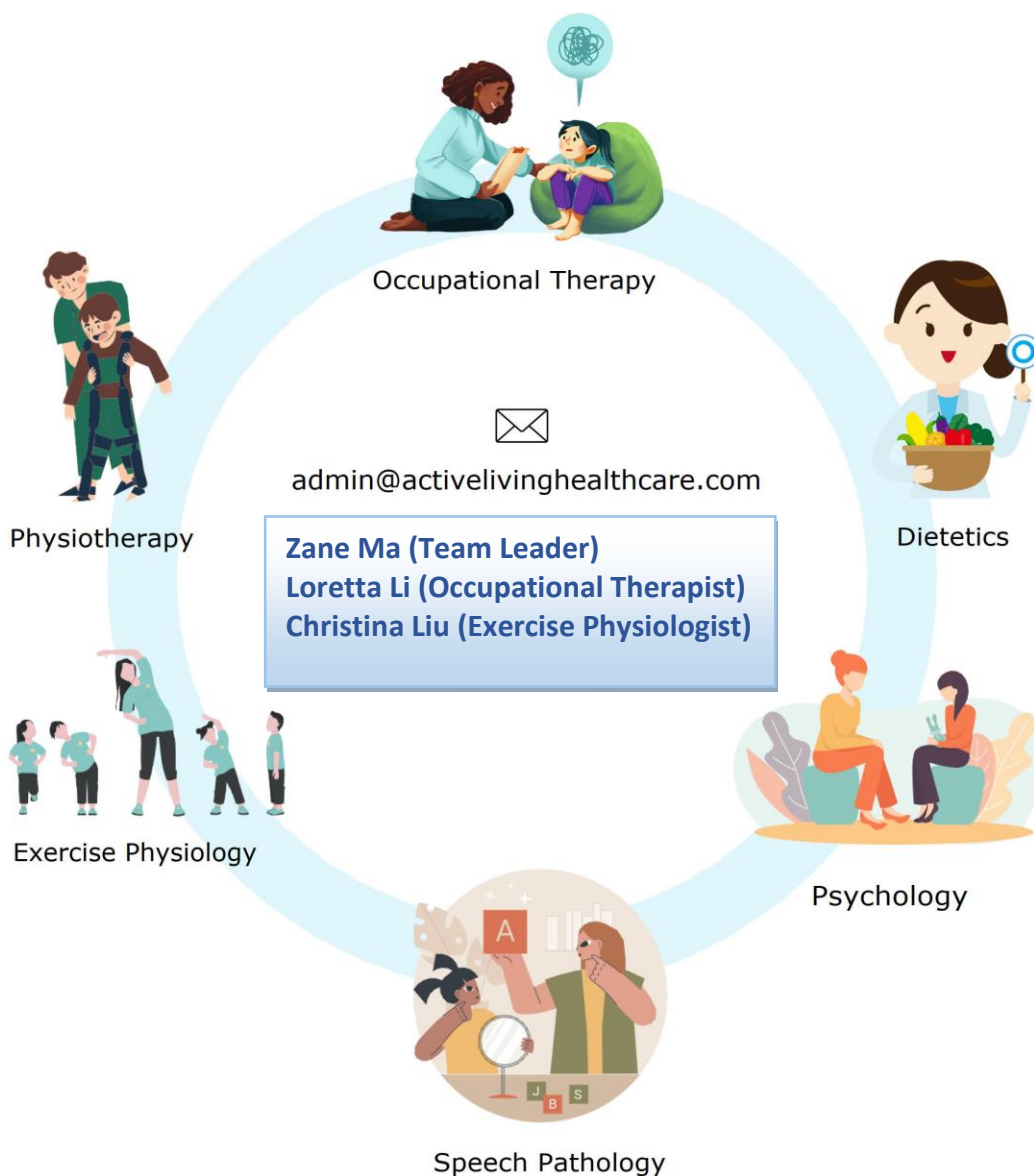 Occupational Therapy
admin@activelivinghealthcare.com
Physiotherapy
Dietetics
Zane Ma (Team Leader)
Loretta Li (Occupational Therapist)
Christina Liu (Exercise Physiologist)
Exercise Physiology
Psychology
A
J
B
S
Speech Pathology